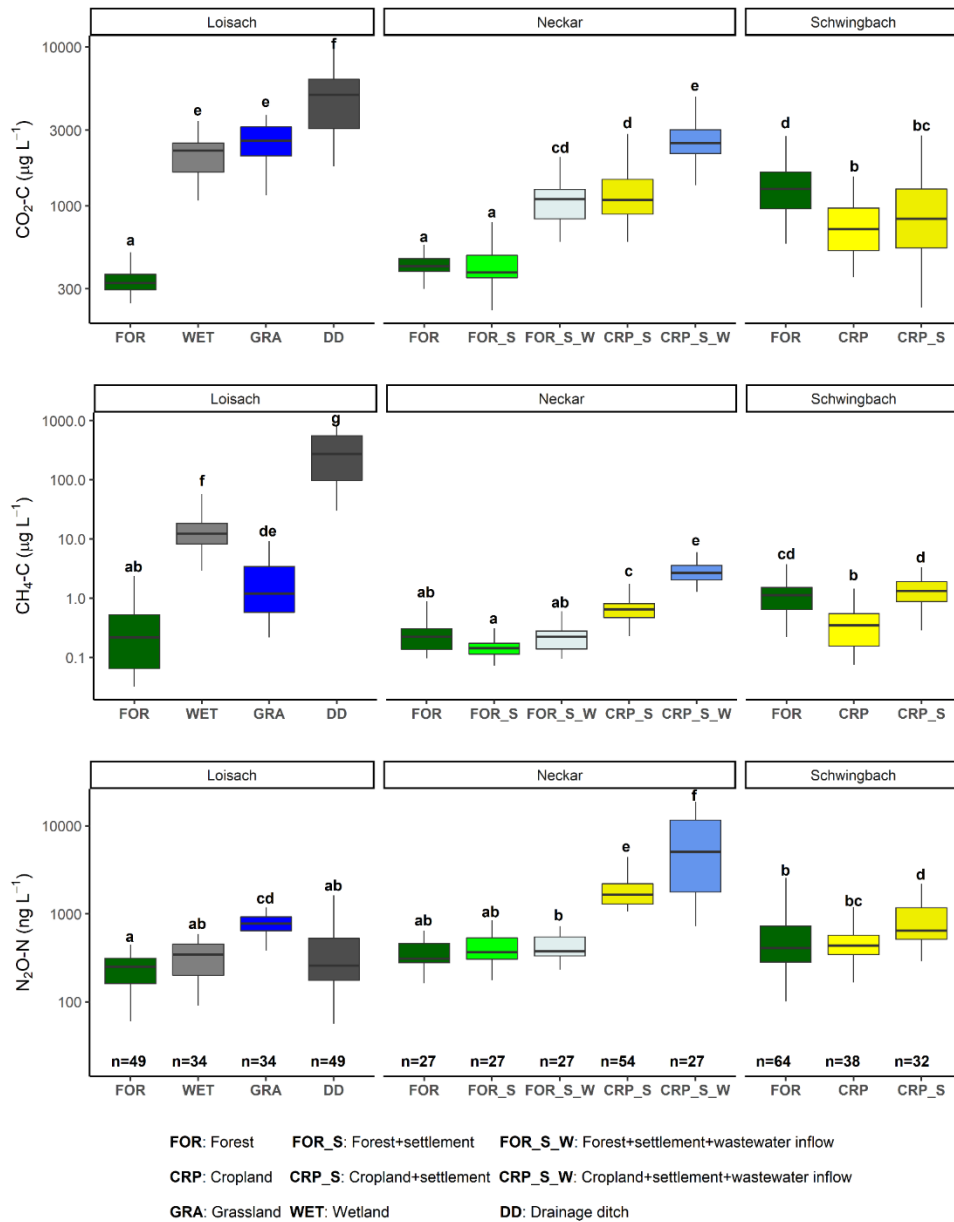 Loisach Neckar Schwingbach
CO₂-C (µg L⁻¹)
10000
3000
1000
300
a e e f
a a cd d e
d b bc
FOR WET GRA DD FOR FOR_S FOR_S_W CRP_S CRP_S_W FOR CRP CRP_S
Loisach Neckar Schwingbach
CH₄-C (µg L⁻¹)
1000.0
100.0
10.0
1.0
0.1
ab f de g
ab a ab c e
cd b d
FOR WET GRA DD FOR FOR_S FOR_S_W CRP_S CRP_S_W FOR CRP CRP_S
Loisach Neckar Schwingbach
N₂O-N (ng L⁻¹)
10000
1000
100
a ab cd ab
ab ab b e f
b bc d
n=49 n=34 n=34 n=49 n=27 n=27 n=27 n=54 n=27 n=64 n=38 n=32
FOR WET GRA DD FOR FOR_S FOR_S_W CRP_S CRP_S_W FOR CRP CRP_S
FOR: Forest FOR_S: Forest+settlement FOR_S_W: Forest+settlement+wastewater inflow
CRP: Cropland CRP_S: Cropland+settlement CRP_S_W: Cropland+settlement+wastewater inflow
GRA: Grassland WET: Wetland DD: Drainage ditch